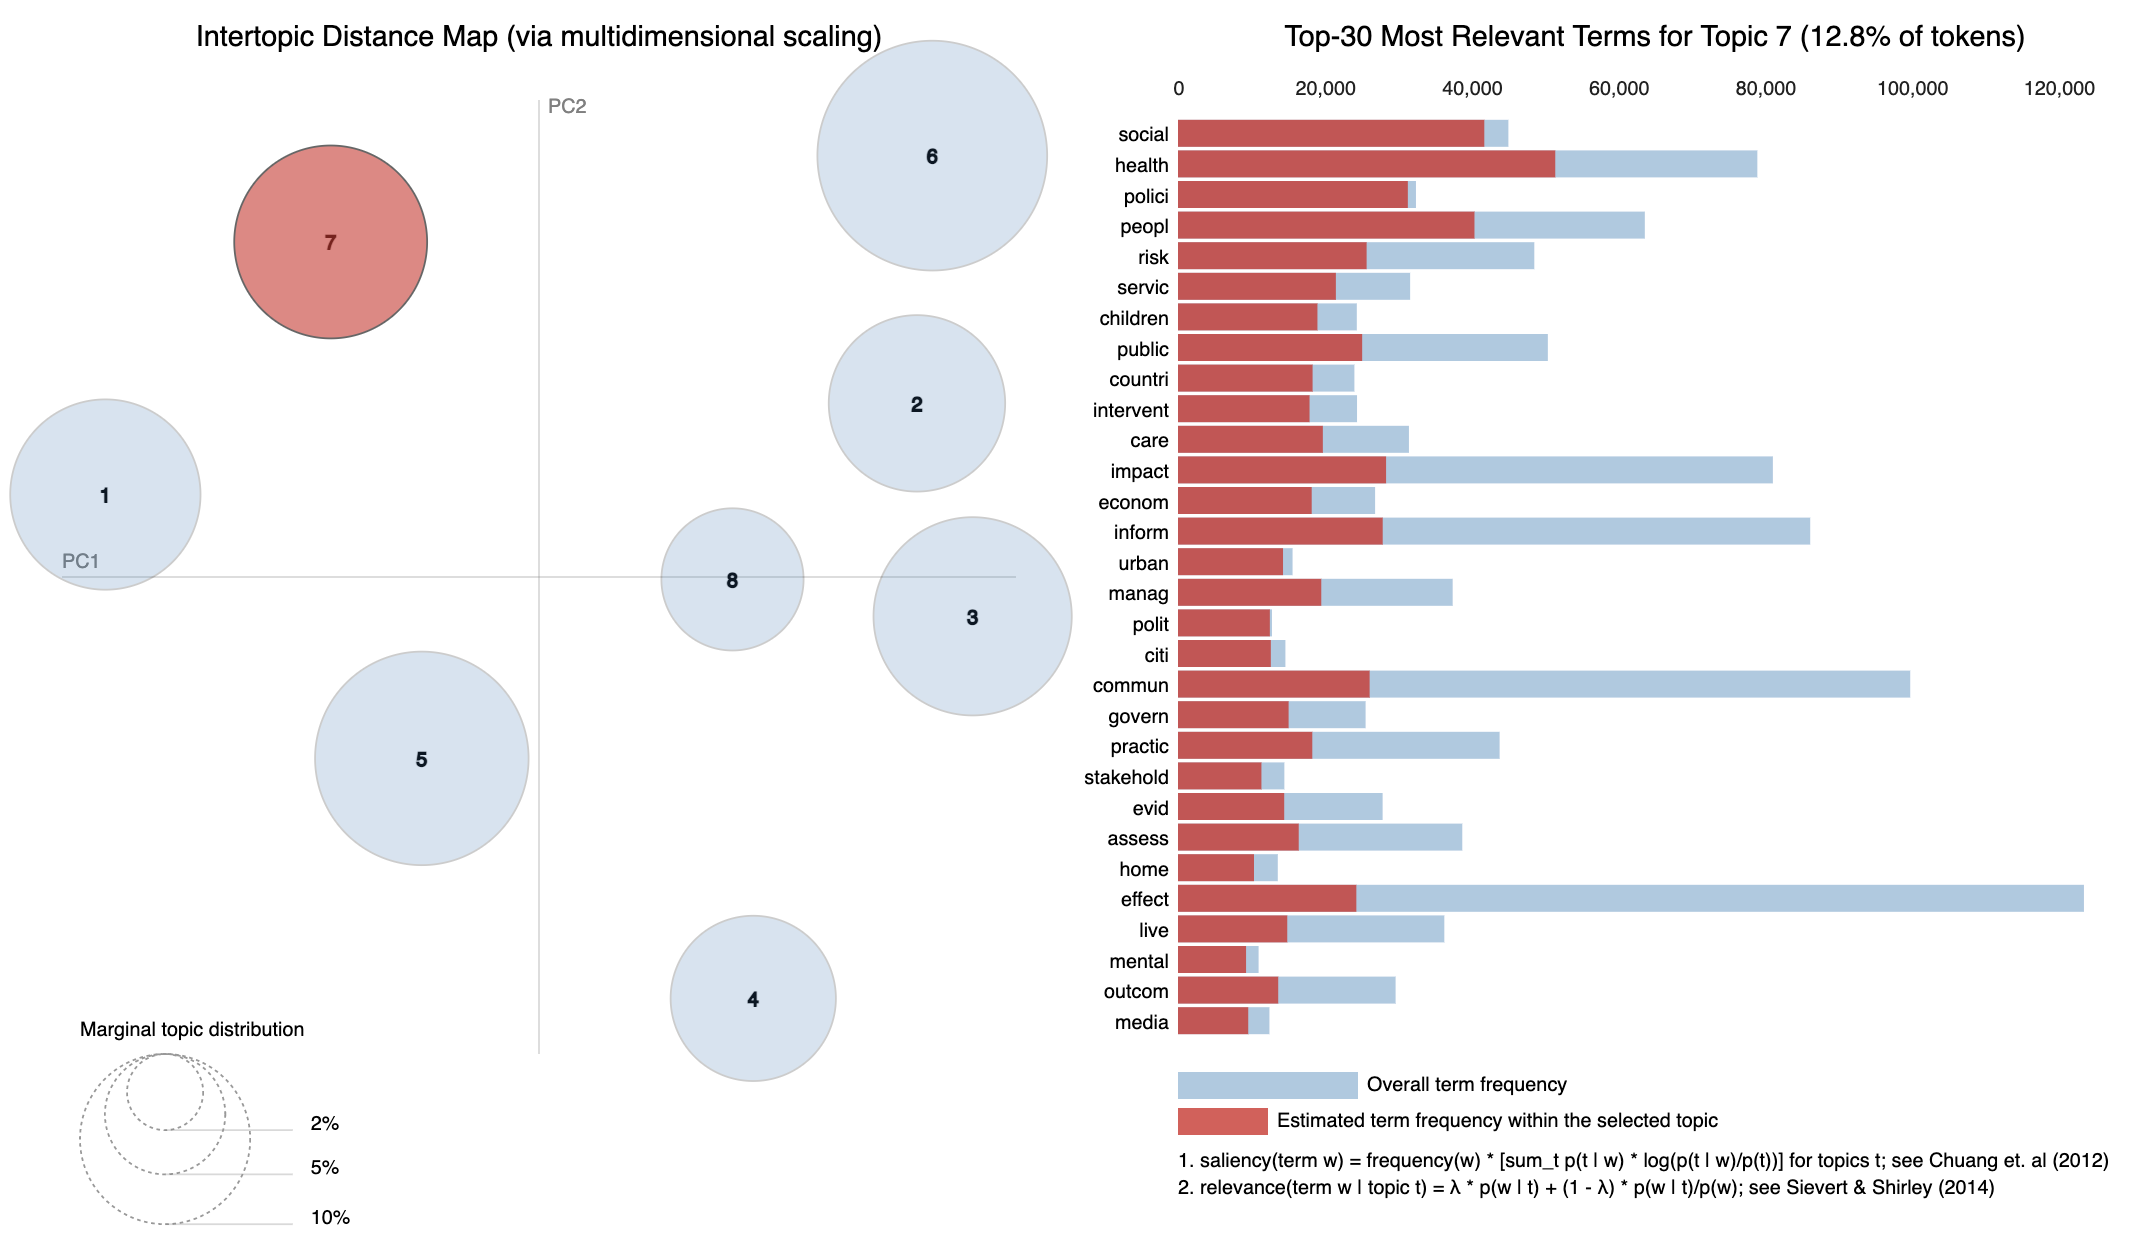 Intertopic Distance Map (via multidimensional scaling)
PC2
PC1
6
7
2
1
8
3
5
4
Marginal topic distribution
2%
5%
10%
Top-30 Most Relevant Terms for Topic 7 (12.8% of tokens)
0 20,000 40,000 60,000 80,000 100,000 120,000
social
health
polici
peopl
risk
servic
children
public
countri
intervent
care
impact
econom
inform
urban
manag
polit
citi
commun
govern
practic
stakehold
evid
assess
home
effect
live
mental
outcom
media
Overall term frequency
Estimated term frequency within the selected topic
1. saliency(term w) = frequency(w) * [sum_t p(t | w) * log(p(t | w)/p(t))] for topics t; see Chuang et. al (2012)
2. relevance(term w | topic t) = λ * p(w | t) + (1 - λ) * p(w | t)/p(w); see Sievert & Shirley (2014)